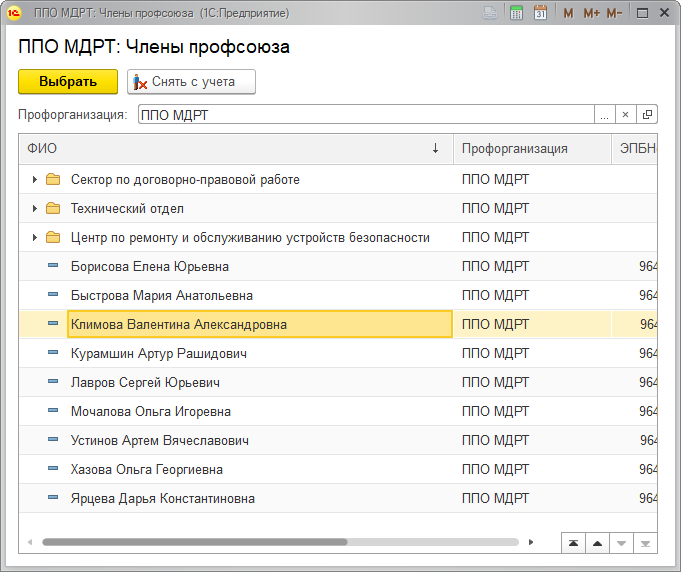 ППО МДРТ: Члены профсоюза (1С:Предприятие)
31 M M+ M−
ППО МДРТ: Члены профсоюза
Выбрать Снять с учета
Профорганизация: ППО МДРТ ...
ФИО ↓ Профорганизация ЭПБН
Сектор по договорно-правовой работе ППО МДРТ
Технический отдел ППО МДРТ
Центр по ремонту и обслуживанию устройств безопасности ППО МДРТ
Борисова Елена Юрьевна ППО МДРТ 964
Быстрова Мария Анатольевна ППО МДРТ 964
Климова Валентина Александровна ППО МДРТ 964
Курамшин Артур Рашидович ППО МДРТ 964
Лавров Сергей Юрьевич ППО МДРТ 964
Мочалова Ольга Игоревна ППО МДРТ 964
Устинов Артем Вячеславович ППО МДРТ 964
Хазова Ольга Георгиевна ППО МДРТ 964
Ярцева Дарья Константиновна ППО МДРТ 964